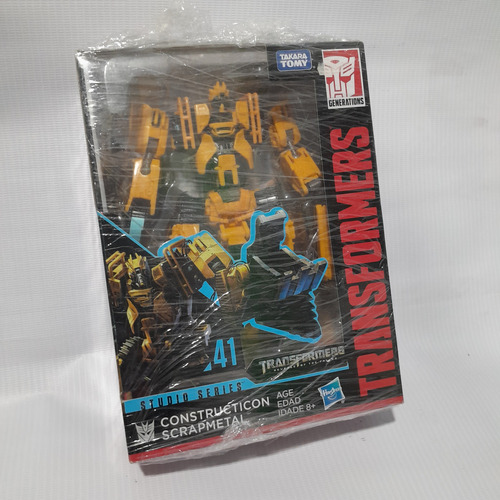 TAKARA
TOMY
GENERATIONS
TRANSFORMERS
41
TRANSFORMERS
STUDIO SERIES
CONSTRUCTICON
SCRAPMETAL
AGE
EDAD
IDADE 8+
Hasbro